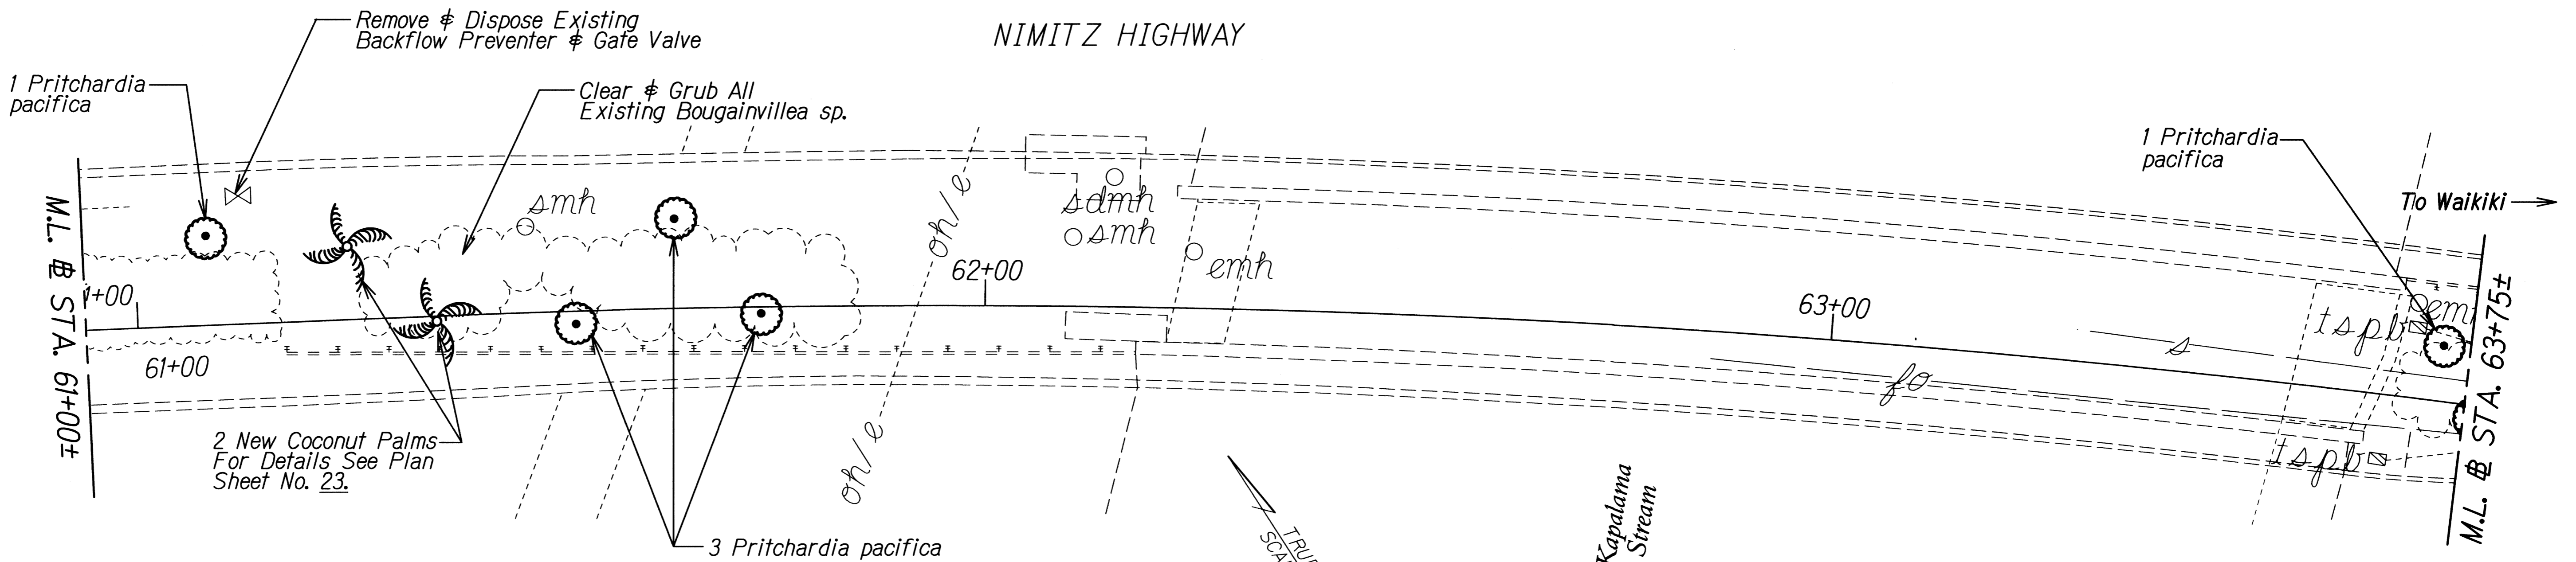 NIMITZ HIGHWAY
Remove & Dispose Existing
Backflow Preventer & Gate Valve
1 Pritchardia
pacifica
Clear & Grub All
Existing Bougainvillea sp.
1 Pritchardia
pacifica
To Waikiki
smh
oh/e
sdmh
smh
emh
62+00
63+00
1+00
61+00
M.L. BL STA. 61+00±
tspb
s
fo
M.L. BL STA. 63+75±
tspb
oh/e
2 New Coconut Palms
For Details See Plan
Sheet No. 23.
3 Pritchardia pacifica
Kapalama
Stream